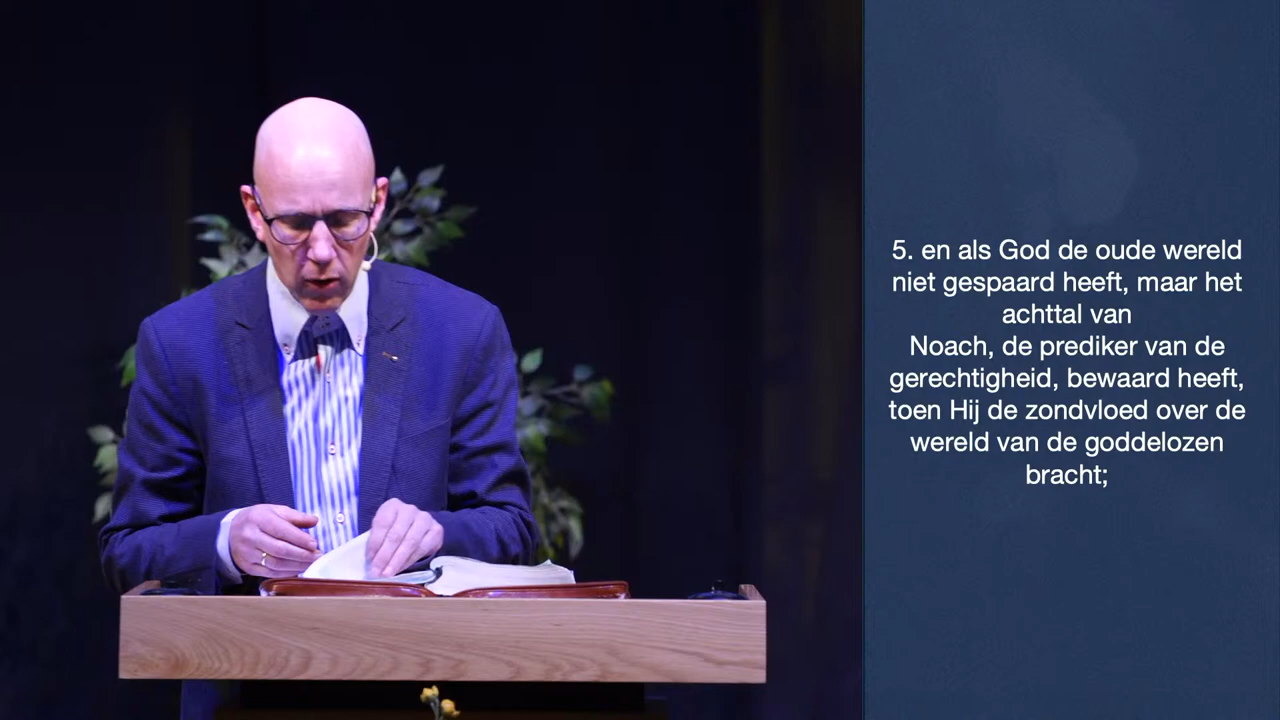 5. en als God de oude wereld
niet gespaard heeft, maar het
achttal van
Noach, de prediker van de
gerechtigheid, bewaard heeft,
toen Hij de zondvloed over de
wereld van de goddelozen
bracht;